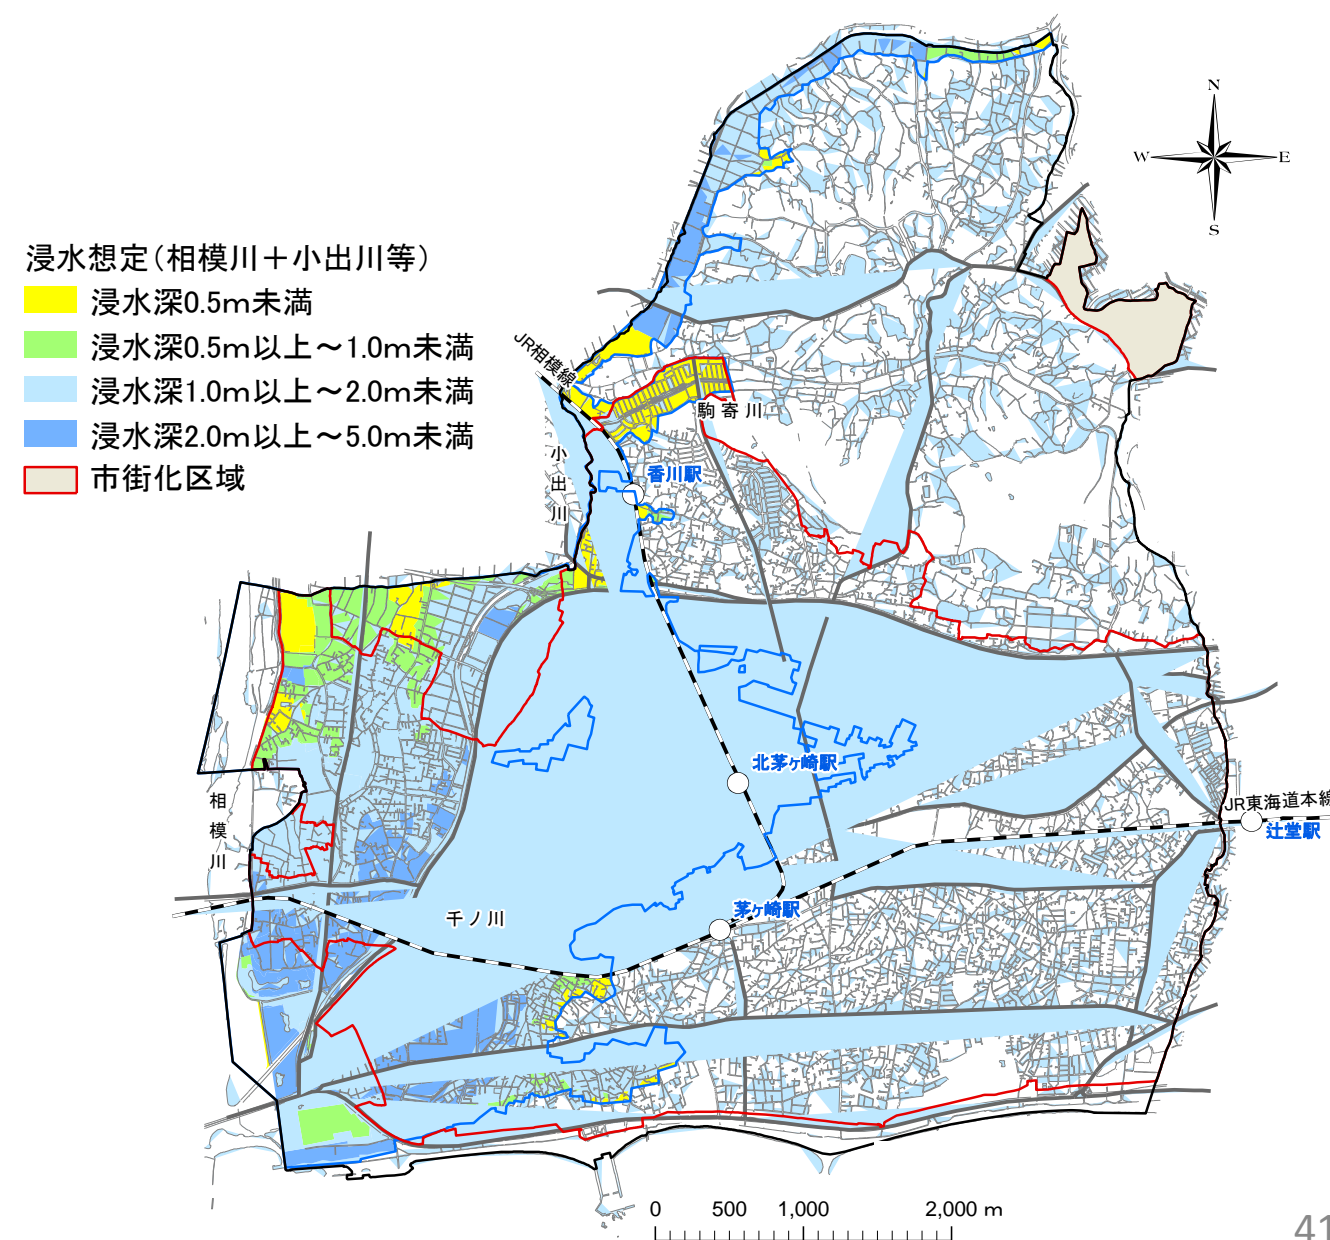 N
W
E
S
浸水想定(相模川＋小出川等)
浸水深0.5m未満
浸水深0.5m以上～1.0m未満
浸水深1.0m以上～2.0m未満
浸水深2.0m以上～5.0m未満
市街化区域
JR相模線
駒寄川
小出川
香川駅
北茅ヶ崎駅
相模川
JR東海道本線
辻堂駅
茅ヶ崎駅
千ノ川
0 500 1,000 2,000 m
41